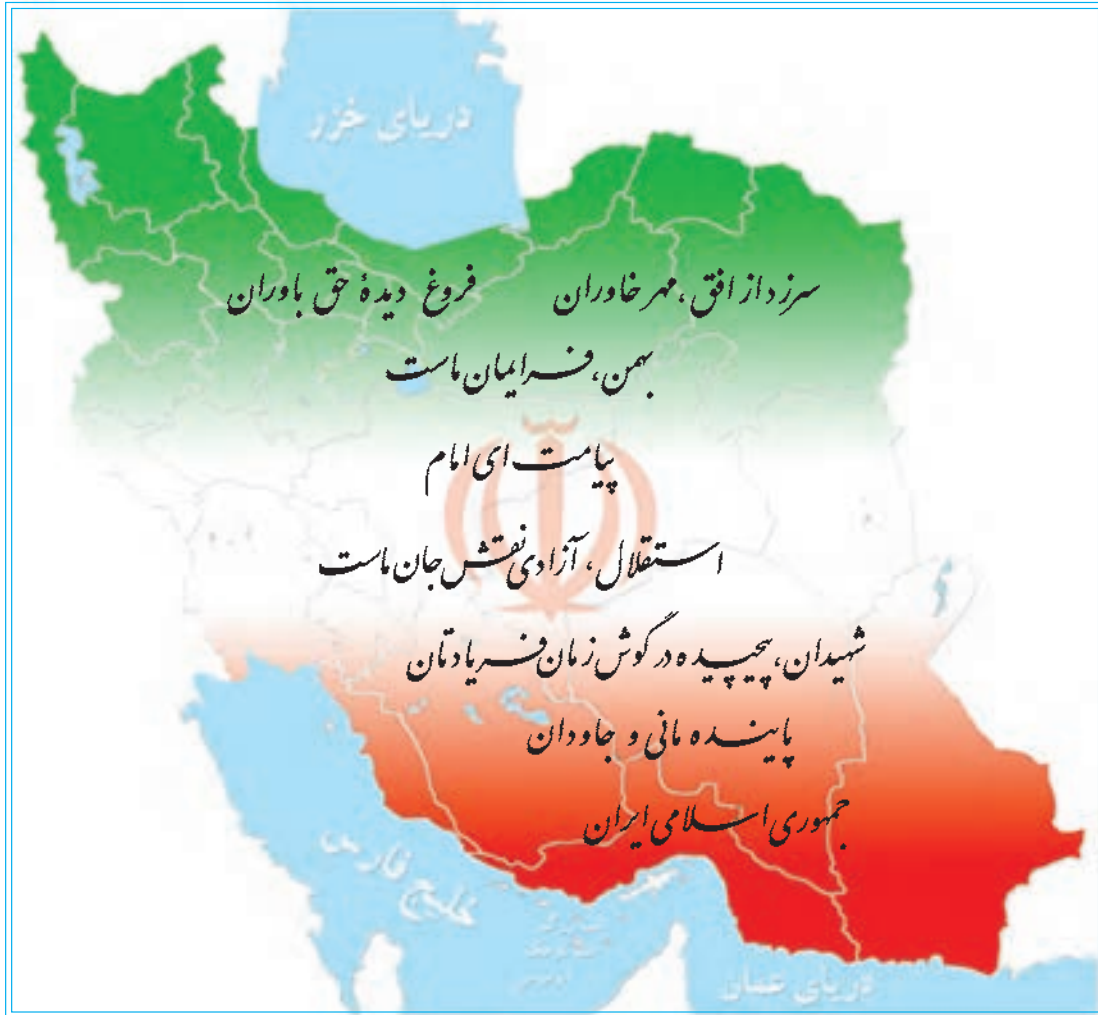 دریای خزر
سرزد از افق، مهر خاوران فروغ دیدهٔ حق باوران
بهمن، فر ایمان ماست
پیامت ای امام
استقلال، آزادی نقش جان ماست
شهیدان، پیچیده در گوش زمان فریادتان
پاینده مانی و جاودان
جمهوری اسلامی ایران
خلیج فارس
دریای عمان